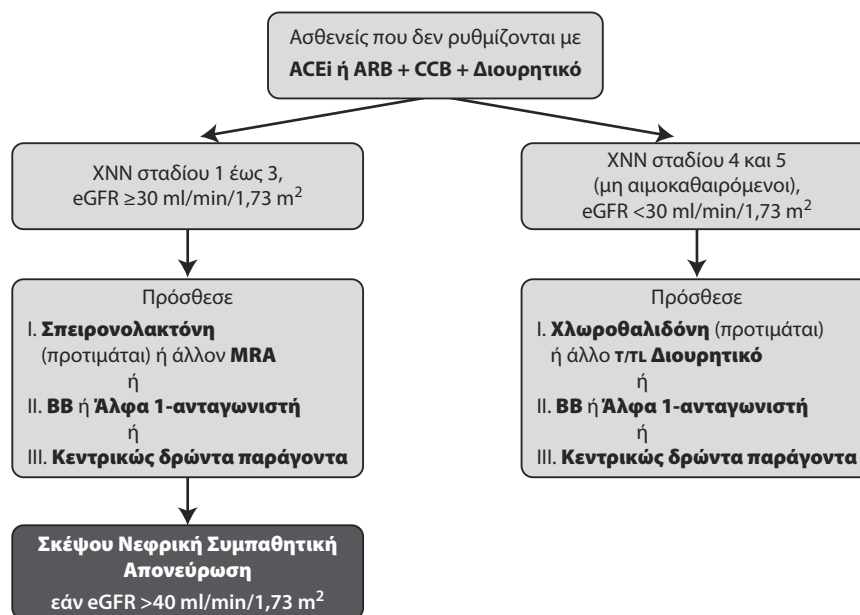 Ασθενείς που δεν ρυθμίζονται με
ACEi ή ARB + CCB + Διουρητικό
ΧΝΝ σταδίου 1 έως 3,
eGFR ≥30 ml/min/1,73 m²
ΧΝΝ σταδίου 4 και 5
(μη αιμοκαθαιρόμενοι),
eGFR <30 ml/min/1,73 m²
Πρόσθεσε
I. Σπειρονολακτόνη
(προτιμάται) ή άλλον MRA
ή
II. BB ή Άλφα 1-ανταγωνιστή
ή
III. Κεντρικώς δρώντα παράγοντα
Πρόσθεσε
I. Χλωροθαλιδόνη (προτιμάται)
ή άλλο T/TL Διουρητικό
ή
II. BB ή Άλφα 1-ανταγωνιστή
ή
III. Κεντρικώς δρώντα παράγοντα
Σκέψου Νεφρική Συμπαθητική
Απονεύρωση
εάν eGFR >40 ml/min/1,73 m²